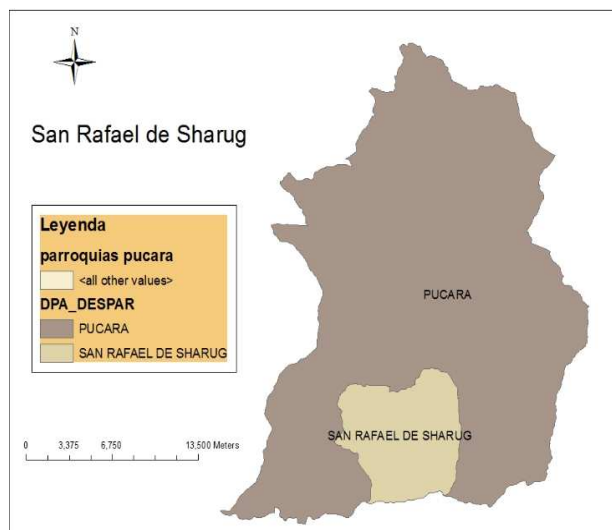 N
San Rafael de Sharug
Leyenda
parroquias pucara
<all other values>
DPA_DESPAR
PUCARA
SAN RAFAEL DE SHARUG
0 3,375 6,750 13,500 Meters
PUCARA
SAN RAFAEL DE SHARUG